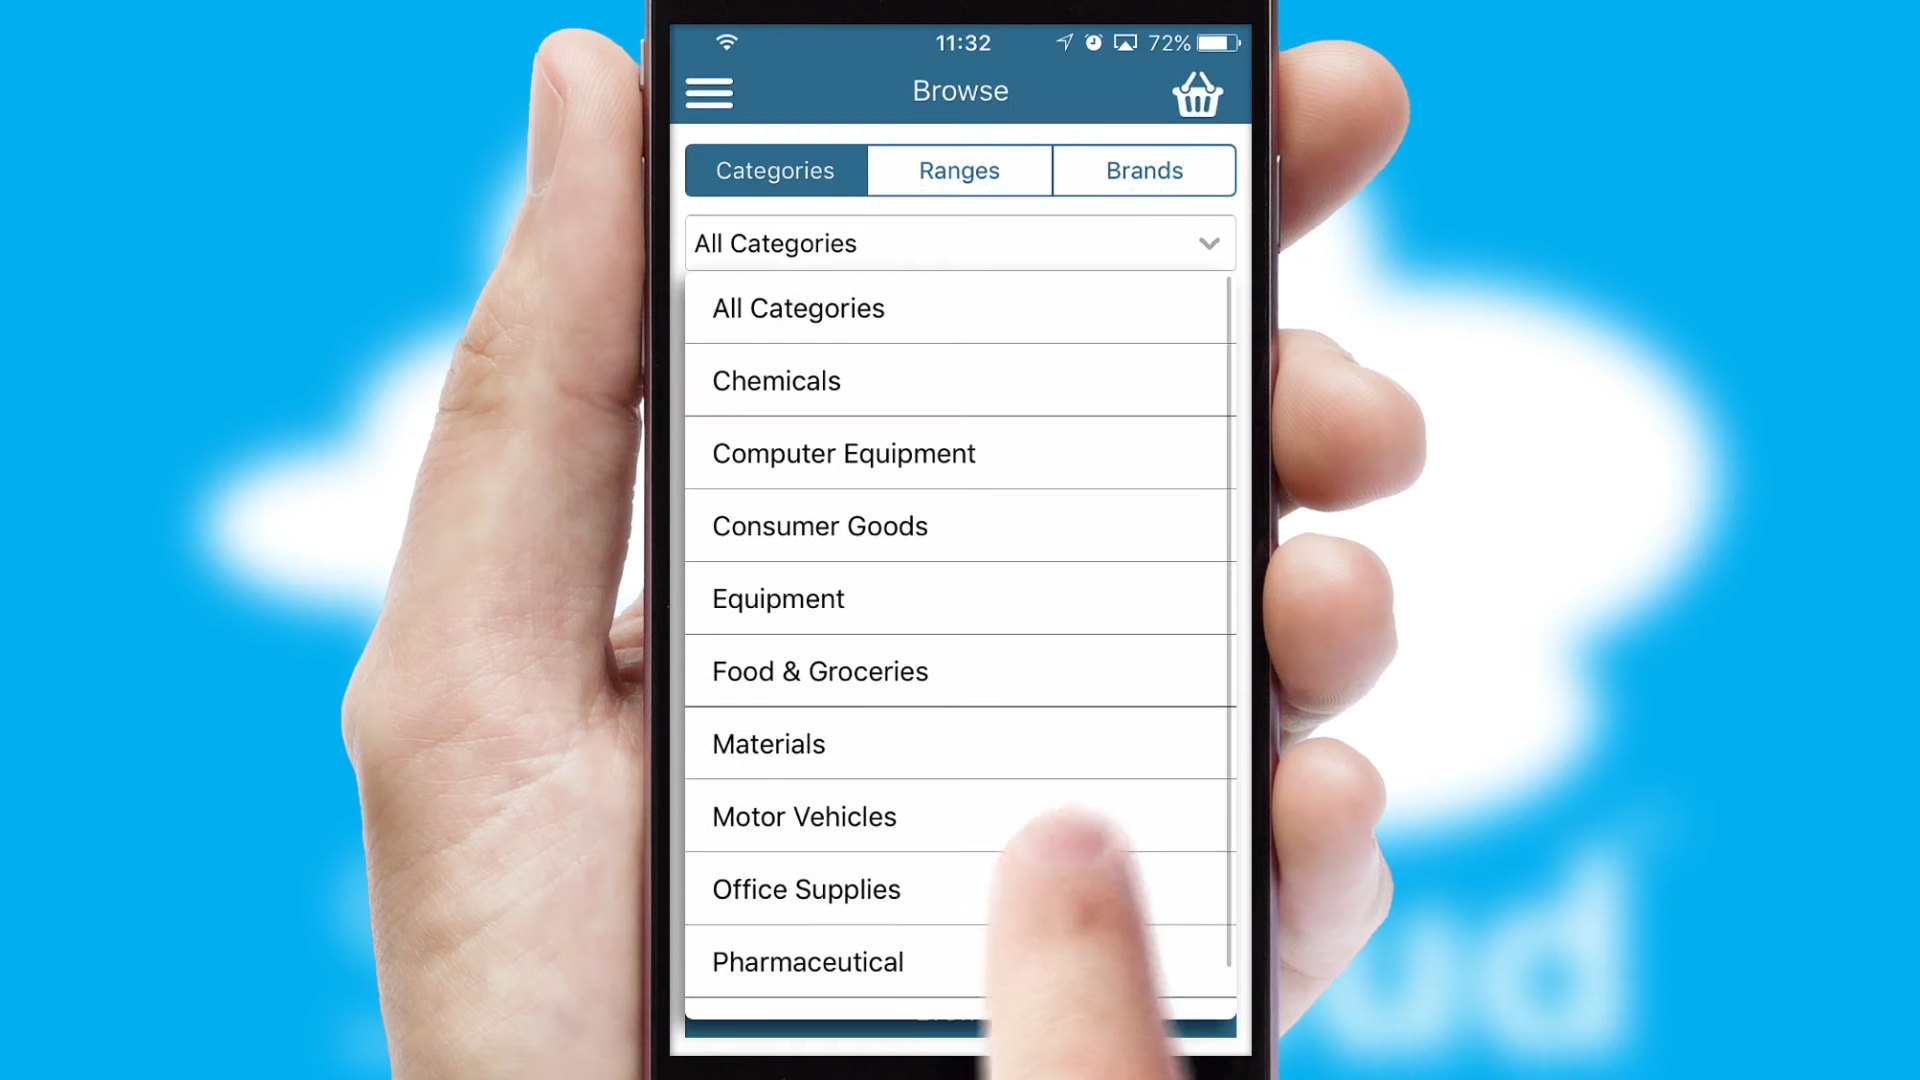 11:32
72%
Browse
Categories
Ranges
Brands
All Categories
All Categories
Chemicals
Computer Equipment
Consumer Goods
Equipment
Food & Groceries
Materials
Motor Vehicles
Office Supplies
Pharmaceutical